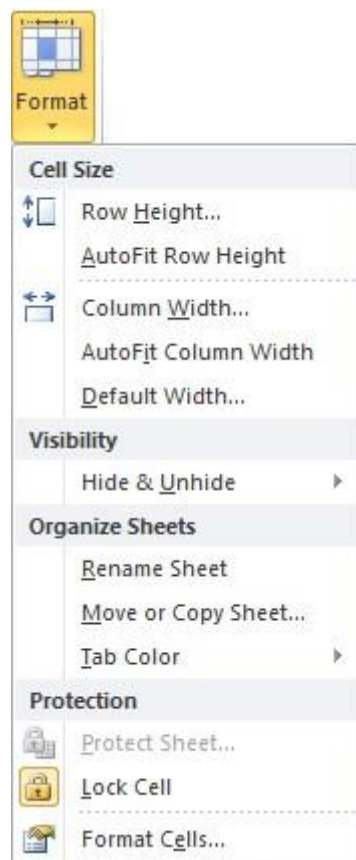 Format
Cell Size
Row Height...
AutoFit Row Height
Column Width...
AutoFit Column Width
Default Width...
Visibility
Hide & Unhide
Organize Sheets
Rename Sheet
Move or Copy Sheet...
Tab Color
Protection
Protect Sheet...
Lock Cell
Format Cells...